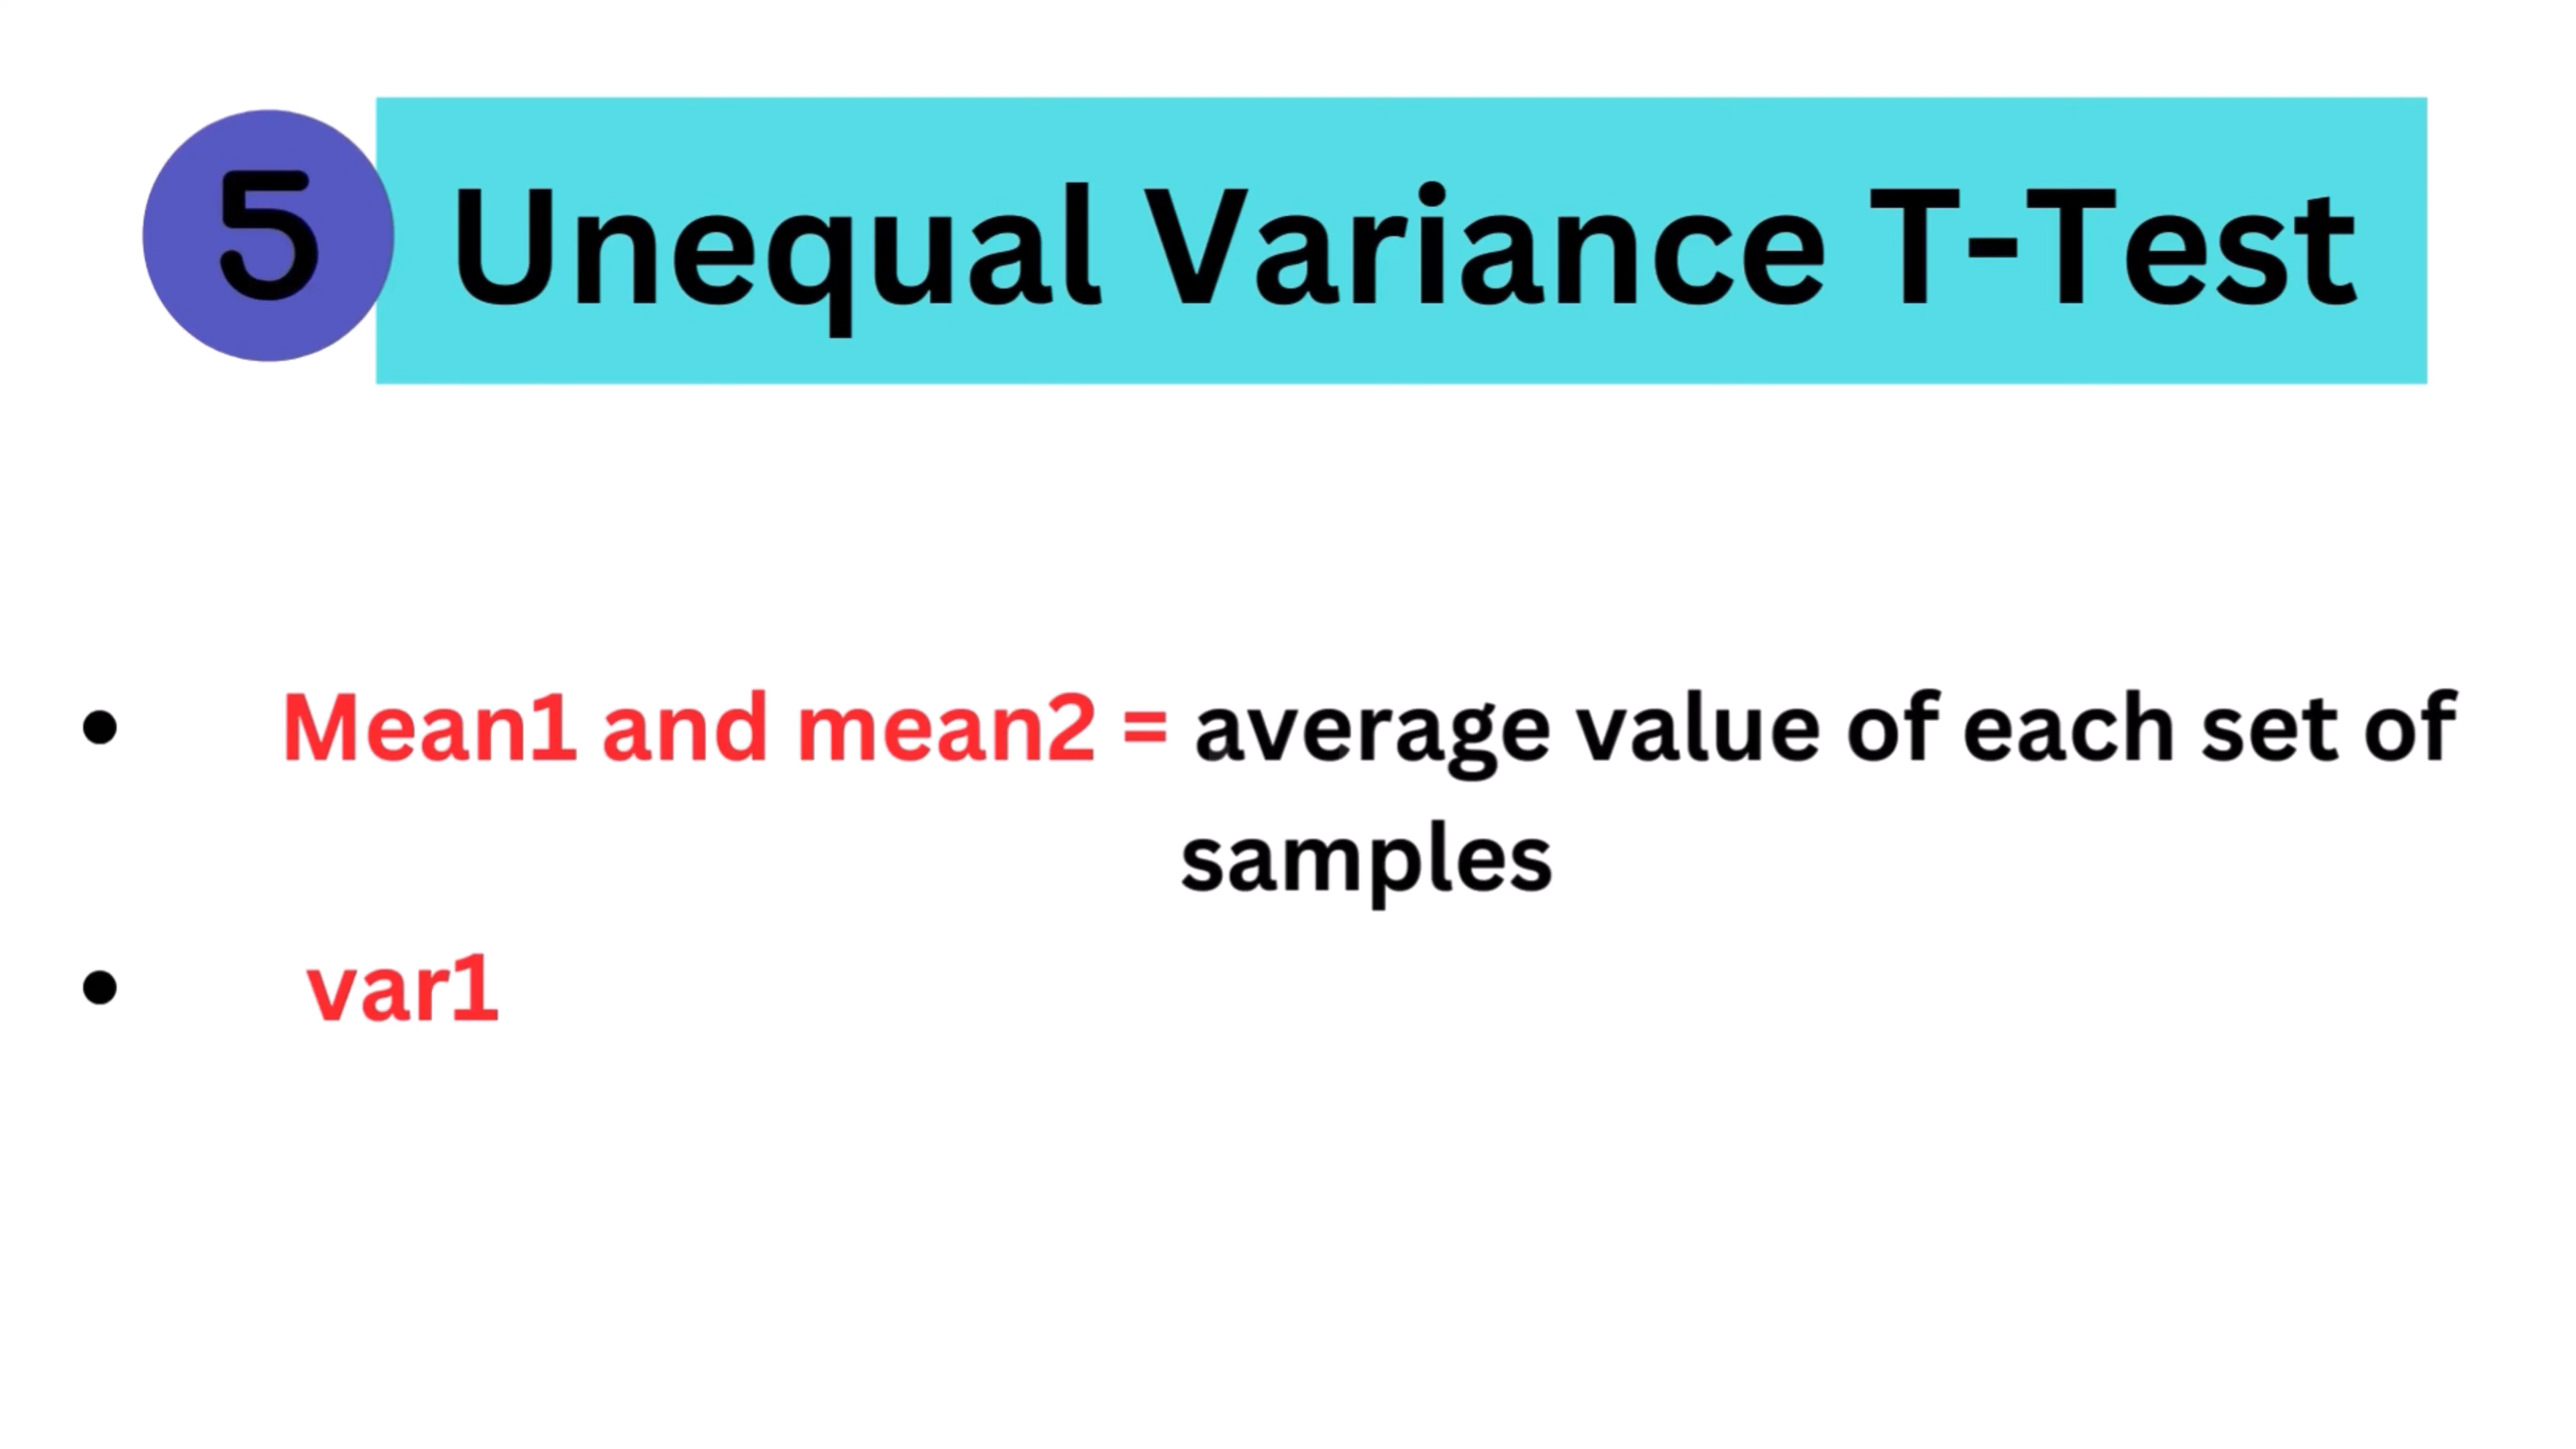 5 Unequal Variance T-Test
• Mean1 and mean2 = average value of each set of
samples
• var1